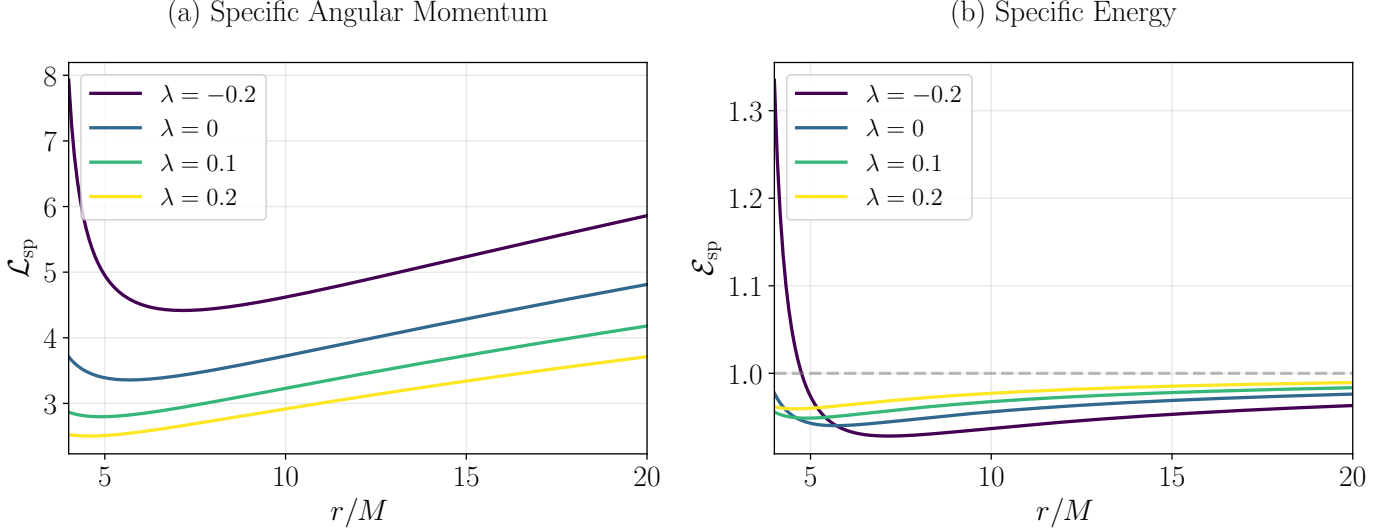 (a) Specific Angular Momentum
8
7
6
5
4
3
ℒsp
λ = −0.2
λ = 0
λ = 0.1
λ = 0.2
5 10 15 20
r/M
(b) Specific Energy
1.3
1.2
1.1
1.0
ℰsp
λ = −0.2
λ = 0
λ = 0.1
λ = 0.2
5 10 15 20
r/M